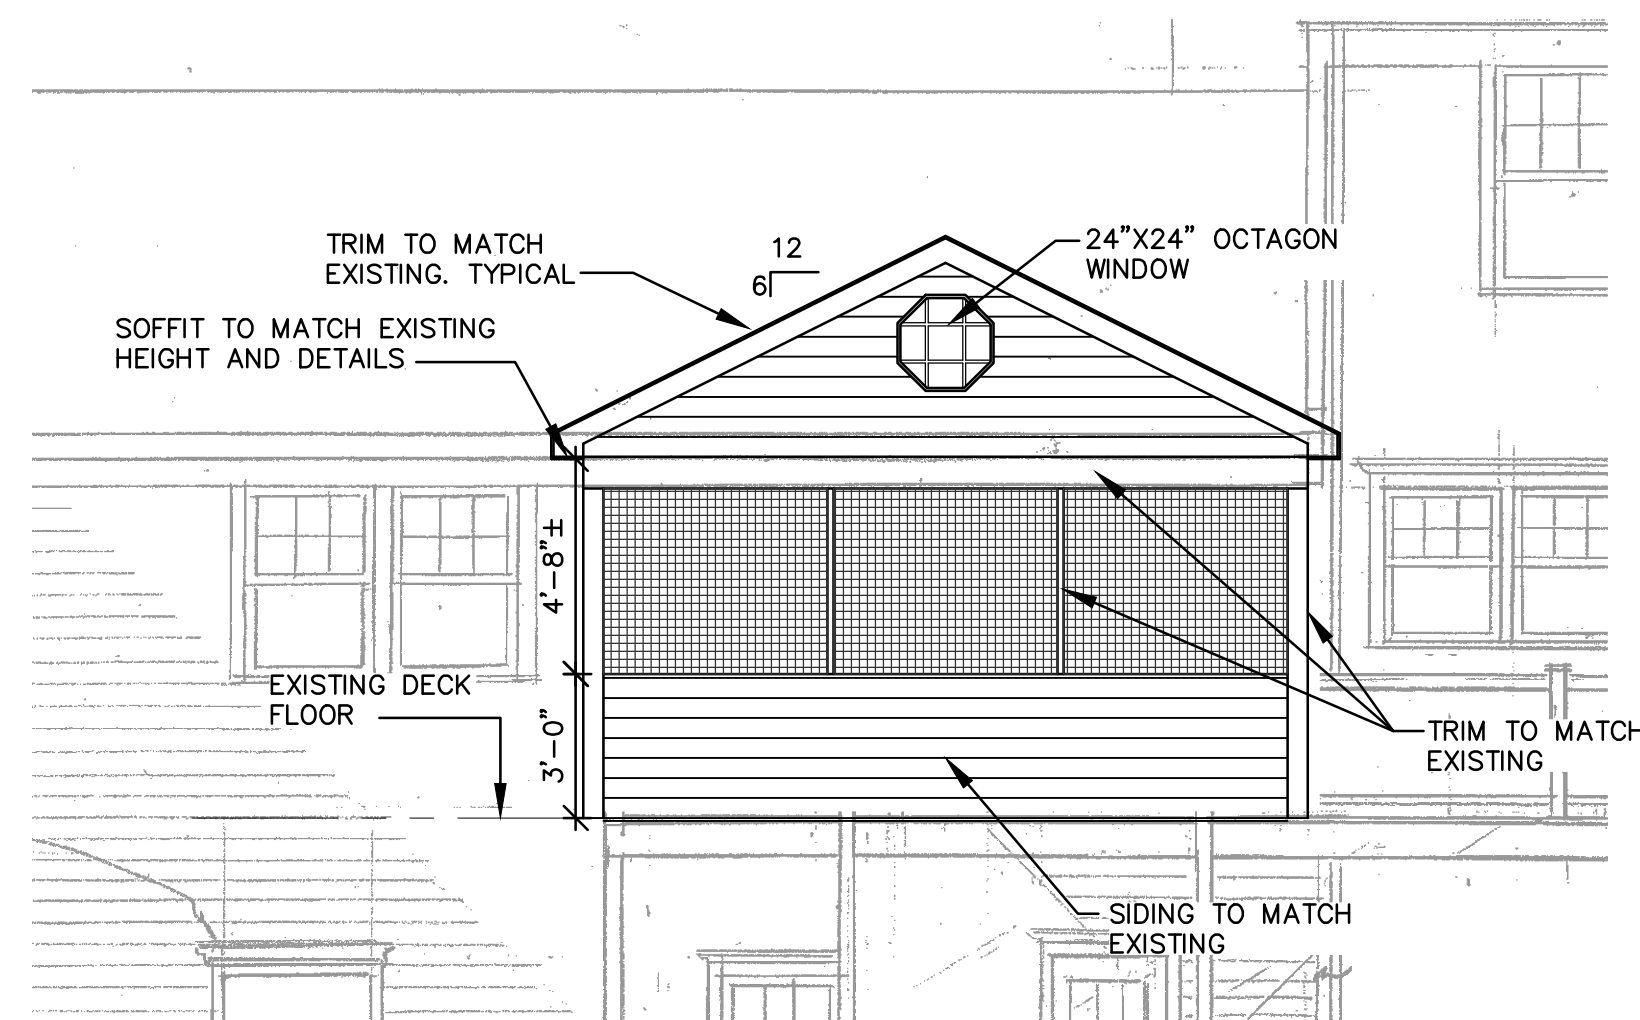 12
6
24”X24” OCTAGON
WINDOW
TRIM TO MATCH
EXISTING. TYPICAL
SOFFIT TO MATCH EXISTING
HEIGHT AND DETAILS
4’-8”±
EXISTING DECK
FLOOR
3’-0”
TRIM TO MATCH
EXISTING
SIDING TO MATCH
EXISTING